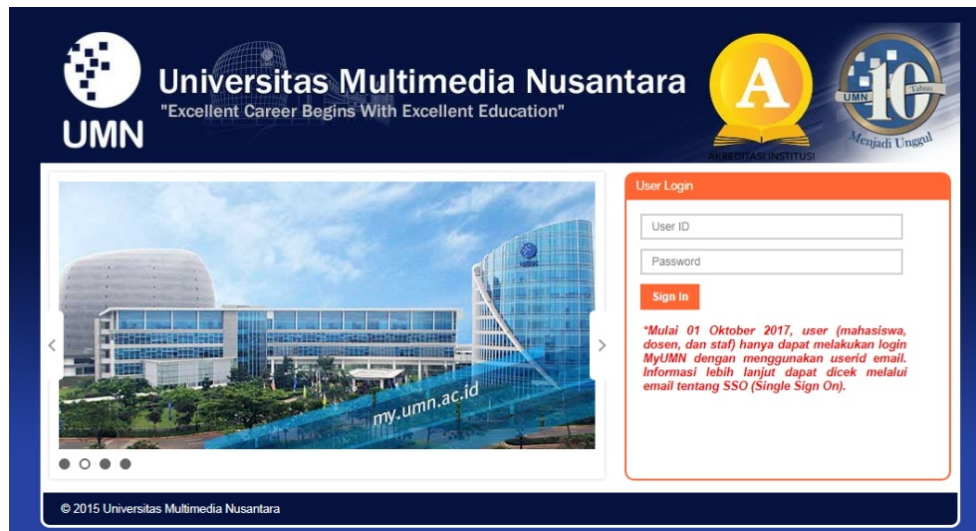 UMN
Universitas Multimedia Nusantara
"Excellent Career Begins With Excellent Education"
A
AKREDITASI INSTITUSI
UMN
10
Tahun
Menjadi Unggul
my.umn.ac.id
User Login
User ID
Password
Sign In
*Mulai 01 Oktober 2017, user (mahasiswa,
dosen, dan staf) hanya dapat melakukan login
MyUMN dengan menggunakan userid email.
Informasi lebih lanjut dapat dicek melalui
email tentang SSO (Single Sign On).
© 2015 Universitas Multimedia Nusantara